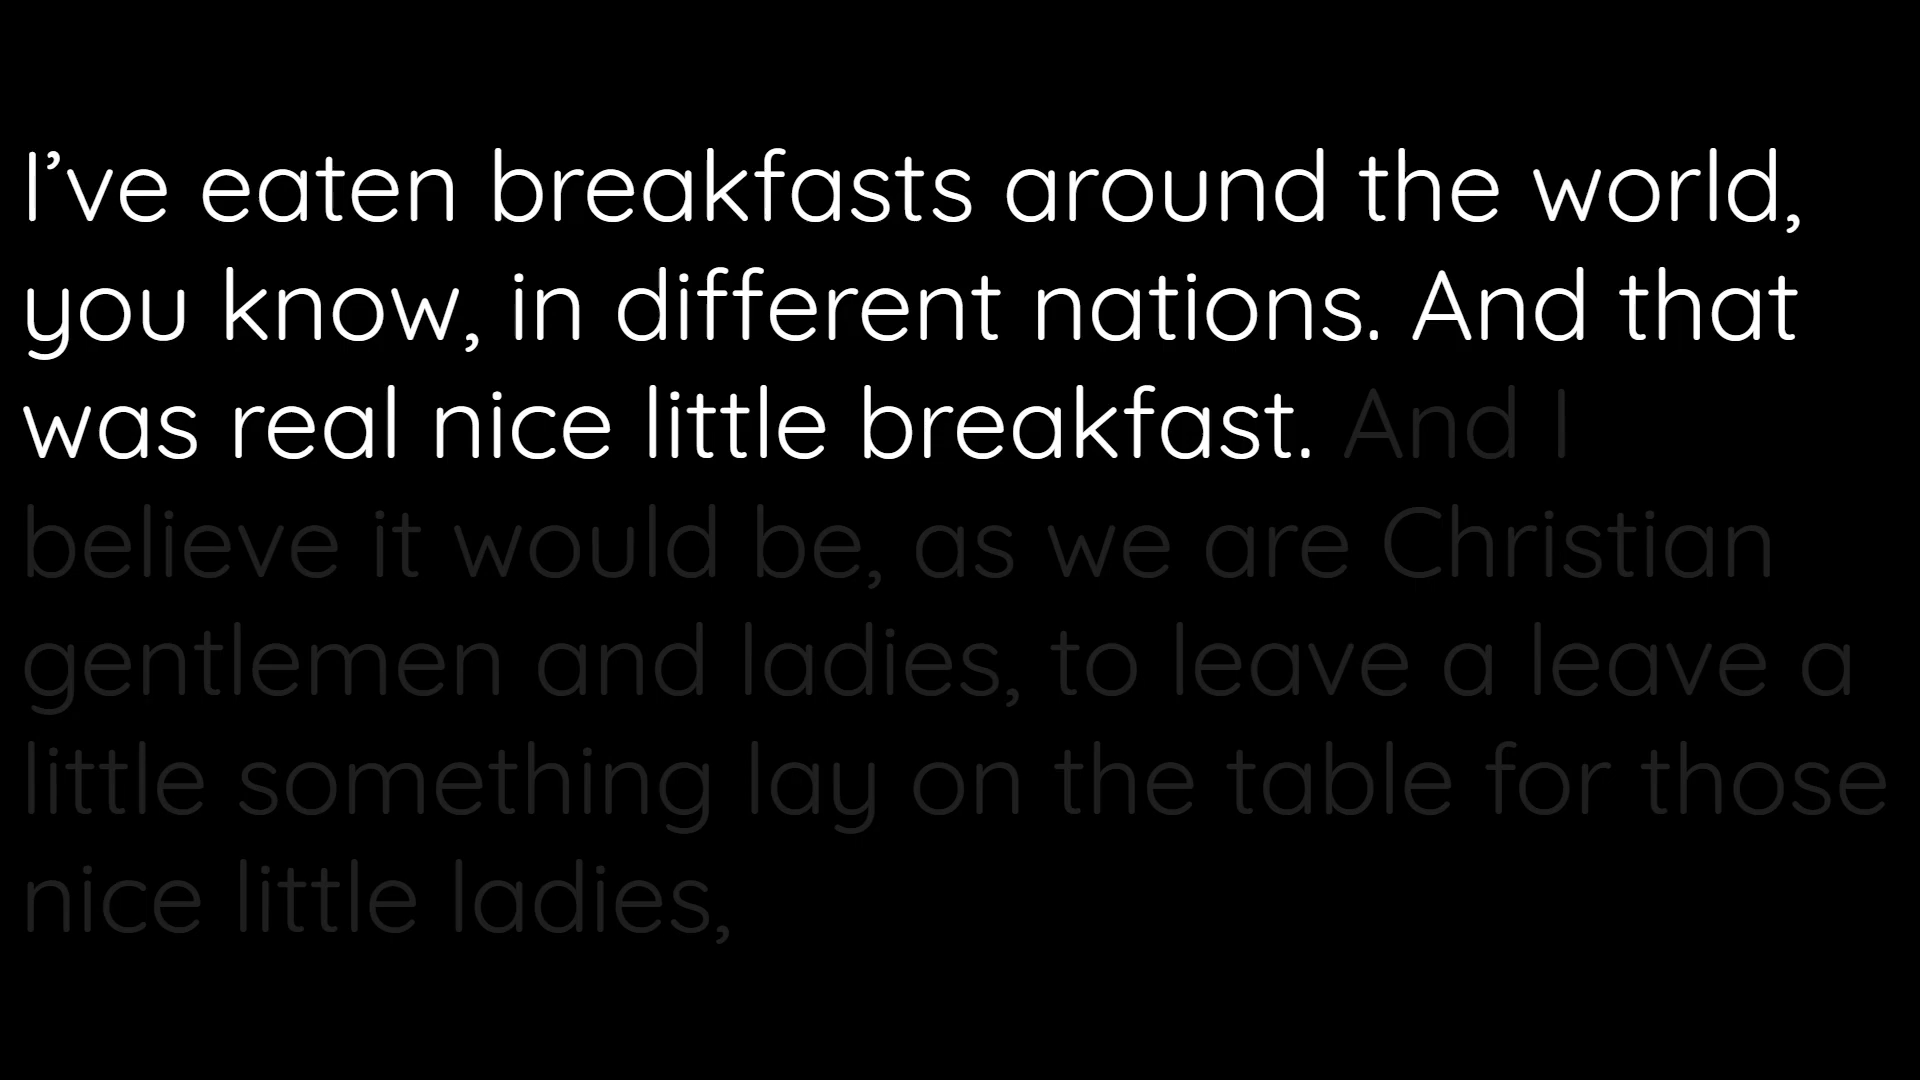 I’ve eaten breakfasts around the world,
you know, in different nations. And that
was real nice little breakfast. And I
believe it would be, as we are Christian
gentlemen and ladies, to leave a leave a
little something lay on the table for those
nice little ladies,